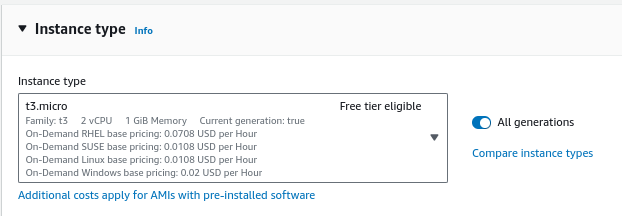 Instance type Info
Instance type
t3.micro Free tier eligible
Family: t3 2 vCPU 1 GiB Memory Current generation: true
On-Demand RHEL base pricing: 0.0708 USD per Hour
On-Demand SUSE base pricing: 0.0108 USD per Hour
On-Demand Linux base pricing: 0.0108 USD per Hour
On-Demand Windows base pricing: 0.02 USD per Hour
All generations
Compare instance types
Additional costs apply for AMIs with pre-installed software